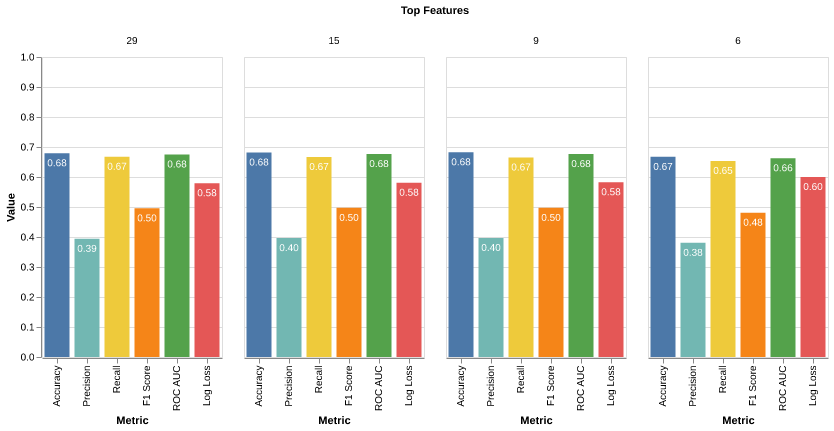 Top Features
29 15 9 6
1.0
0.9
0.8
0.7
0.6
0.5
0.4
0.3
0.2
0.1
0.0
Value
0.68 0.39 0.67 0.50 0.68 0.58
0.68 0.40 0.67 0.50 0.68 0.58
0.68 0.40 0.67 0.50 0.68 0.58
0.67 0.38 0.65 0.48 0.66 0.60
Accuracy Precision Recall F1 Score ROC AUC Log Loss
Accuracy Precision Recall F1 Score ROC AUC Log Loss
Accuracy Precision Recall F1 Score ROC AUC Log Loss
Accuracy Precision Recall F1 Score ROC AUC Log Loss
Metric Metric Metric Metric